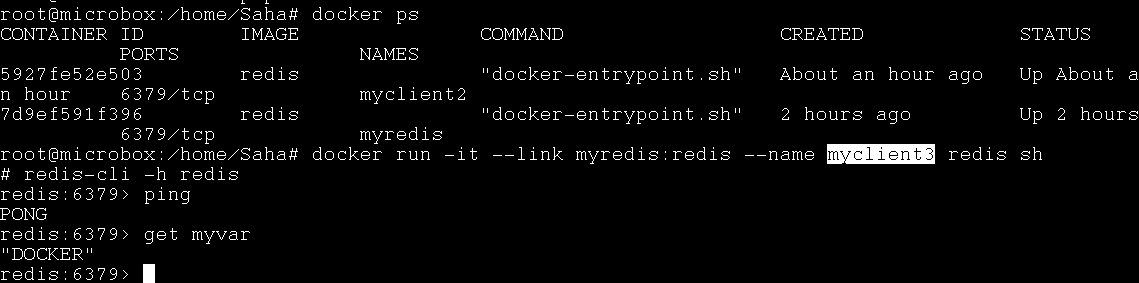 root@microbox:/home/Saha# docker ps
CONTAINER ID        IMAGE               COMMAND                  CREATED             STATUS
            PORTS               NAMES
5927fe52e503        redis               "docker-entrypoint.sh"   About an hour ago   Up About a
n hour      6379/tcp            myclient2
7d9ef591f396        redis               "docker-entrypoint.sh"   2 hours ago         Up 2 hours
            6379/tcp            myredis
root@microbox:/home/Saha# docker run -it --link myredis:redis --name myclient3 redis sh
# redis-cli -h redis
redis:6379> ping
PONG
redis:6379> get myvar
"DOCKER"
redis:6379>